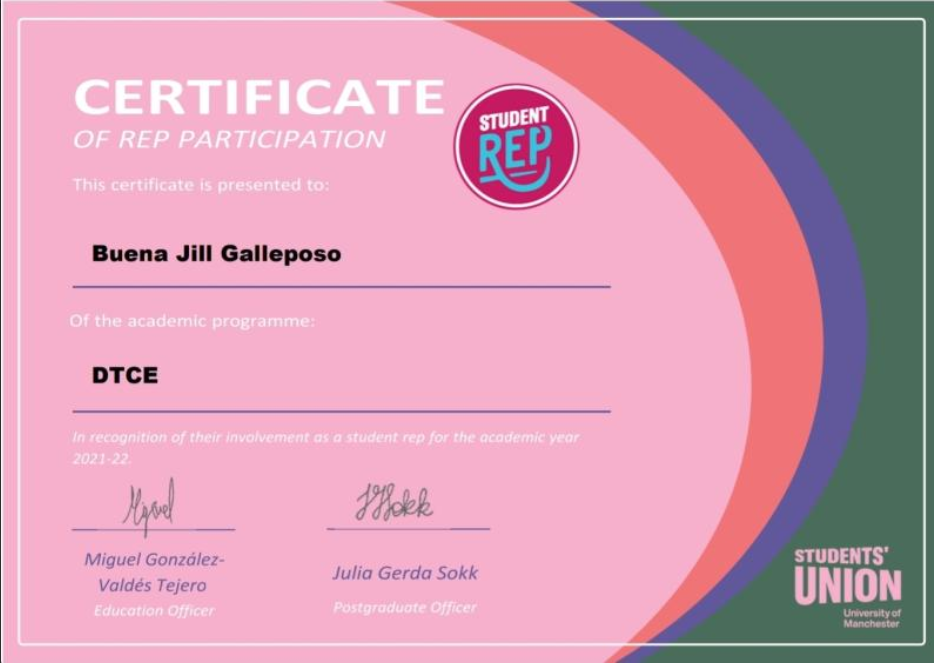 CERTIFICATE
OF REP PARTICIPATION
STUDENT
REP
This certificate is presented to:
Buena Jill Galleposo
Of the academic programme:
DTCE
In recognition of their involvement as a student rep for the academic year
2021-22.
Miguel
JGSokk
Miguel González-
Valdés Tejero
Education Officer
Julia Gerda Sokk
Postgraduate Officer
STUDENTS'
UNION
University of
Manchester